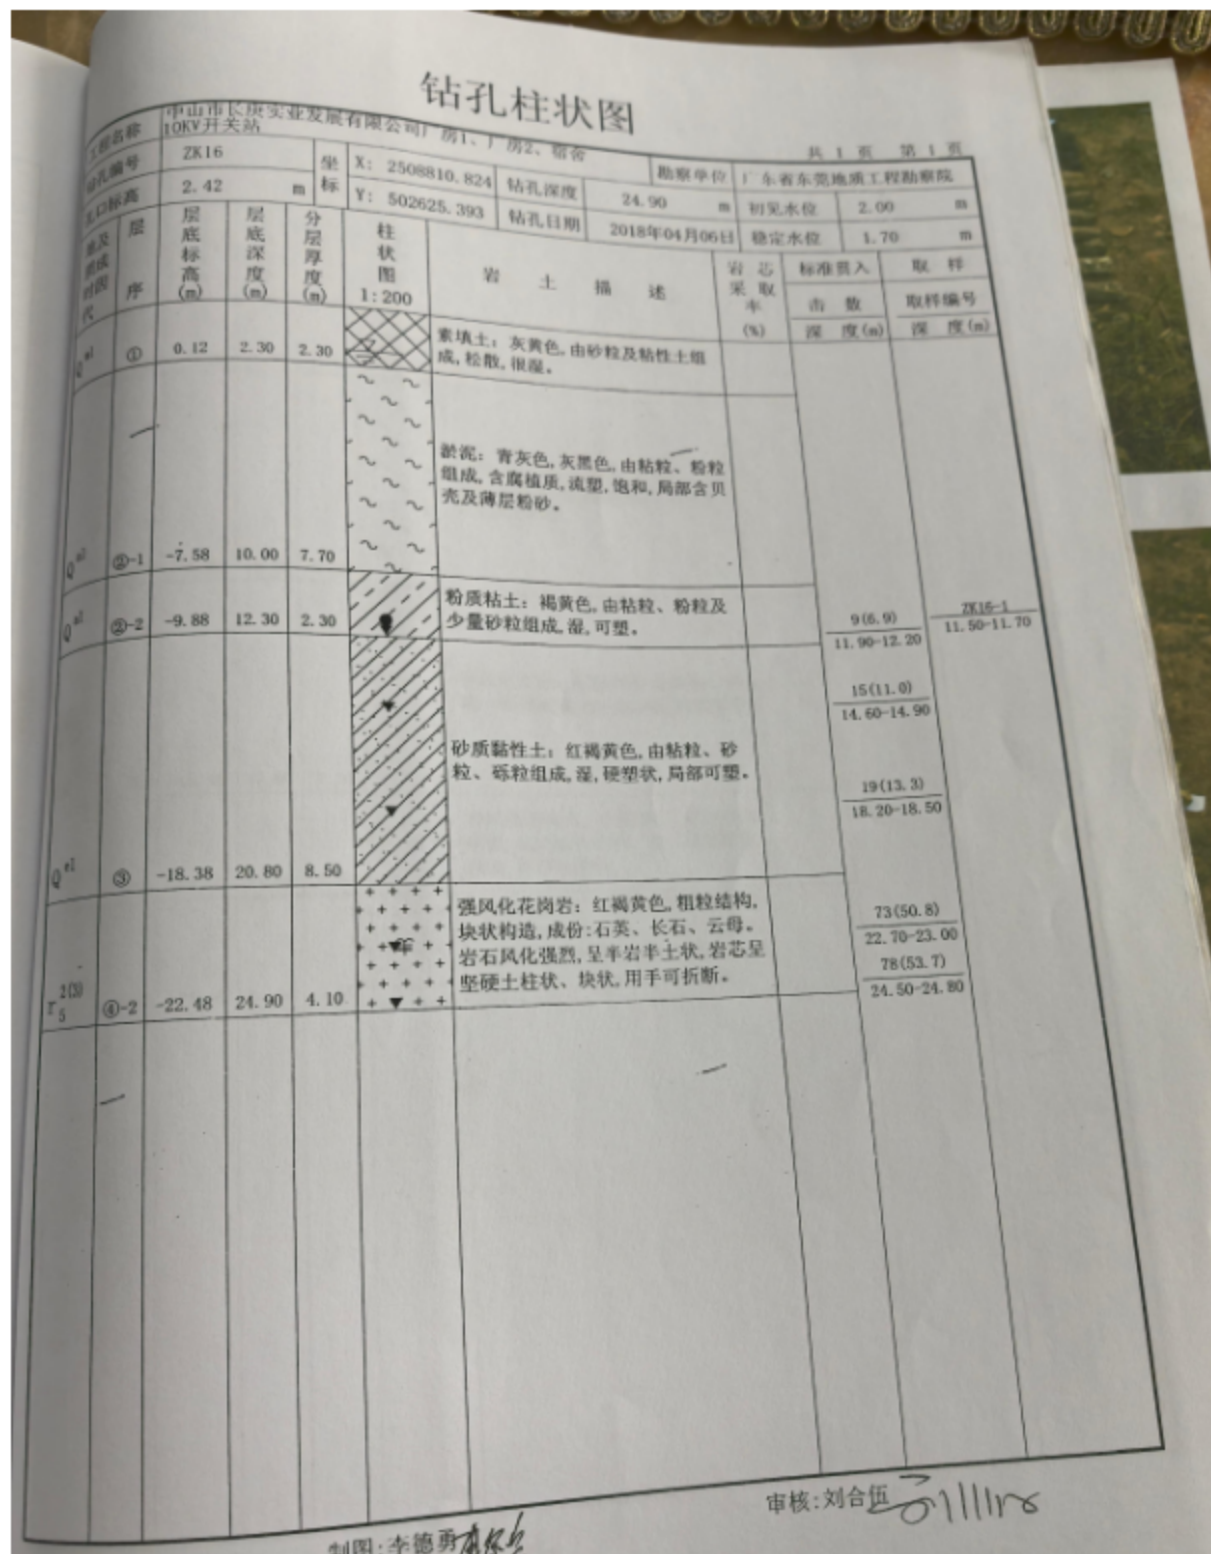 钻孔柱状图
共 1 页 第 1 页
工程名称 中山市长庚实业发展有限公司厂房1、厂房2、宿舍
10KV开关站
勘察单位 广东省东莞地质工程勘察院
钻孔编号 ZK16 坐标 X: 2508810.824 钻孔深度 24.90 m 初见水位 2.00 m
孔口标高 2.42 m Y: 502625.393 钻孔日期 2018年04月06日 稳定水位 1.70 m
层序
层底标高(m)
层底深度(m)
分层厚度(m)
柱状图
1:200
岩土描述
岩芯采取率
(%)
标准贯入
击数
深度(m)
取样
取样编号
深度(m)
Q ml ① 0.12 2.30 2.30
素填土: 灰黄色,由砂粒及粘性土组
成,松散,很湿。
Q al ②-1 -7.58 10.00 7.70
淤泥: 青灰色,灰黑色,由粘粒、粉粒
组成,含腐植质,流塑,饱和,局部含贝
壳及薄层粉砂。
Q al ②-2 -9.88 12.30 2.30
粉质粘土: 褐黄色,由粘粒、粉粒及
少量砂粒组成,湿,可塑。
9(6.9)
11.90-12.20
ZK16-1
11.50-11.70
15(11.0)
14.60-14.90
Q el ③ -18.38 20.80 8.50
砂质黏性土: 红褐黄色,由粘粒、砂
粒、砾粒组成,湿,硬塑状,局部可塑。
19(13.3)
18.20-18.50
④-2 -22.48 24.90 4.10
强风化花岗岩: 红褐黄色,粗粒结构,
块状构造,成份:石英、长石、云母。
岩石风化强烈,呈半岩半土状,岩芯呈
坚硬土柱状、块状,用手可折断。
73(50.8)
22.70-23.00
78(53.7)
24.50-24.80
制图:李德勇
审核:刘合伍